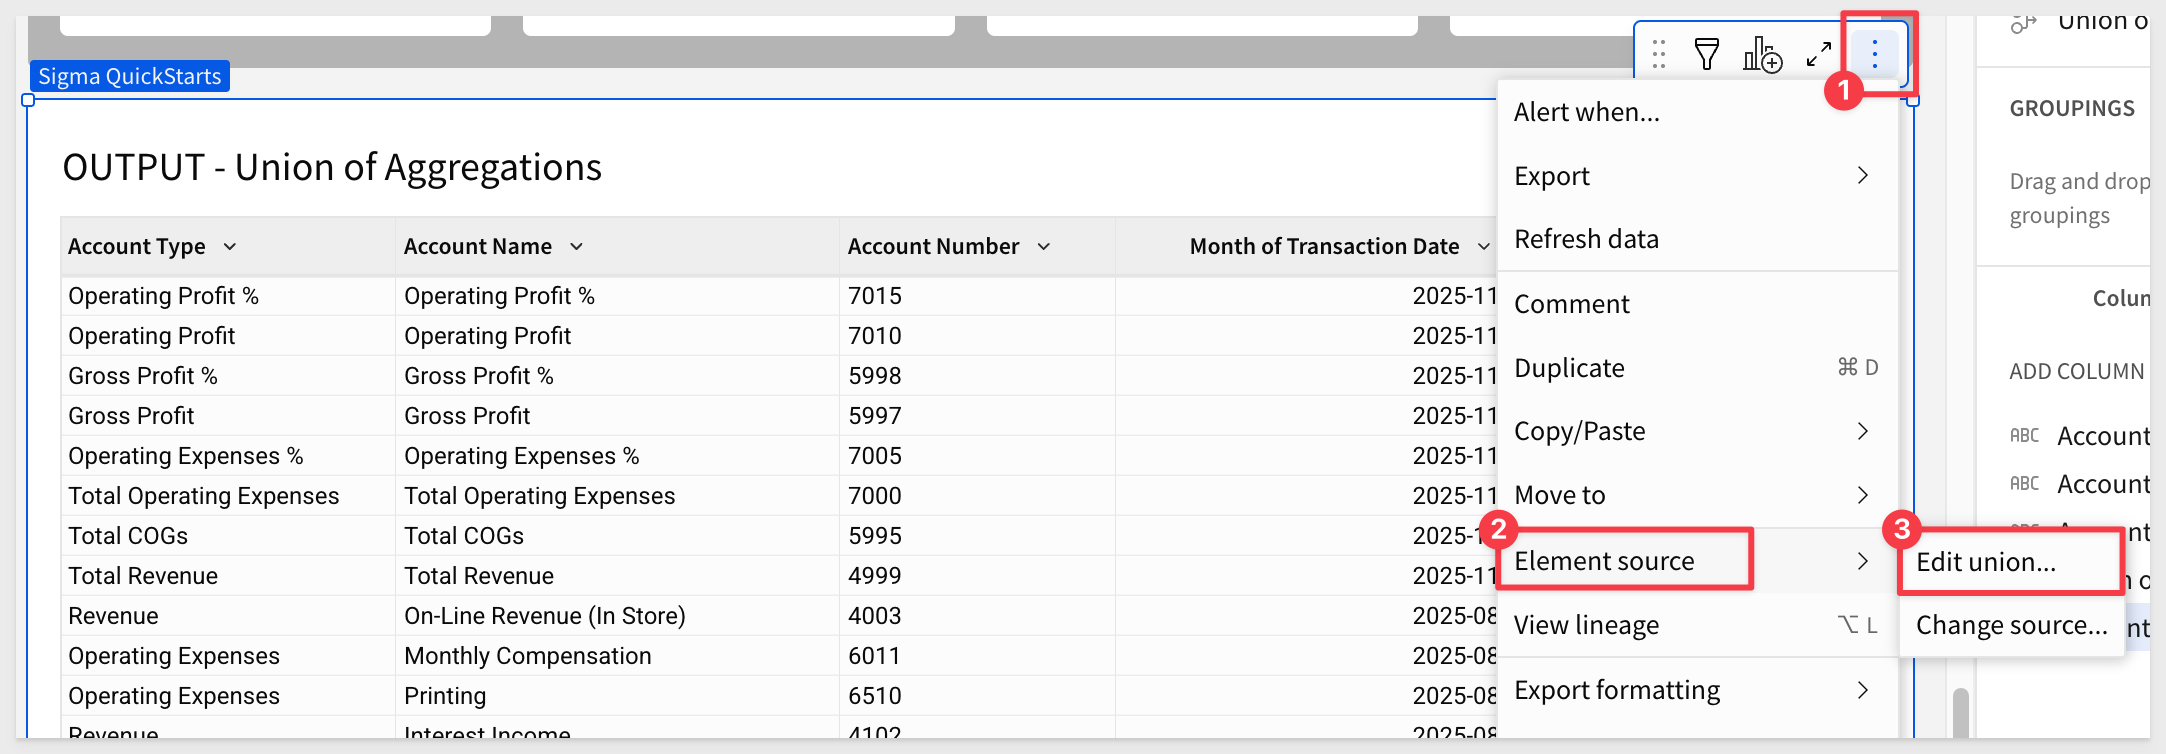 Union o
Sigma QuickStarts
1
Alert when...
GROUPINGS
OUTPUT - Union of Aggregations
Export
Drag and drop
groupings
Account Type
Account Name
Account Number
Month of Transaction Date
Refresh data
Operating Profit %
Operating Profit %
7015
2025-11
Comment
Colum
Operating Profit
Operating Profit
7010
2025-11
Gross Profit %
Gross Profit %
5998
2025-11
Duplicate
⌘ D
ADD COLUMN
Gross Profit
Gross Profit
5997
2025-11
Copy/Paste
ABC Account
Operating Expenses %
Operating Expenses %
7005
2025-11
Total Operating Expenses
Total Operating Expenses
7000
2025-11
Move to
ABC Account
Total COGs
Total COGs
5995
2
3
Element source
Edit union...
Total Revenue
Total Revenue
4999
2025-11
Revenue
On-Line Revenue (In Store)
4003
2025-08
View lineage
⌥ L
Change source...
nt
Operating Expenses
Monthly Compensation
6011
2025-08
Operating Expenses
Printing
6510
2025-08
Export formatting
Revenue
Interest Income
4102
2025-08